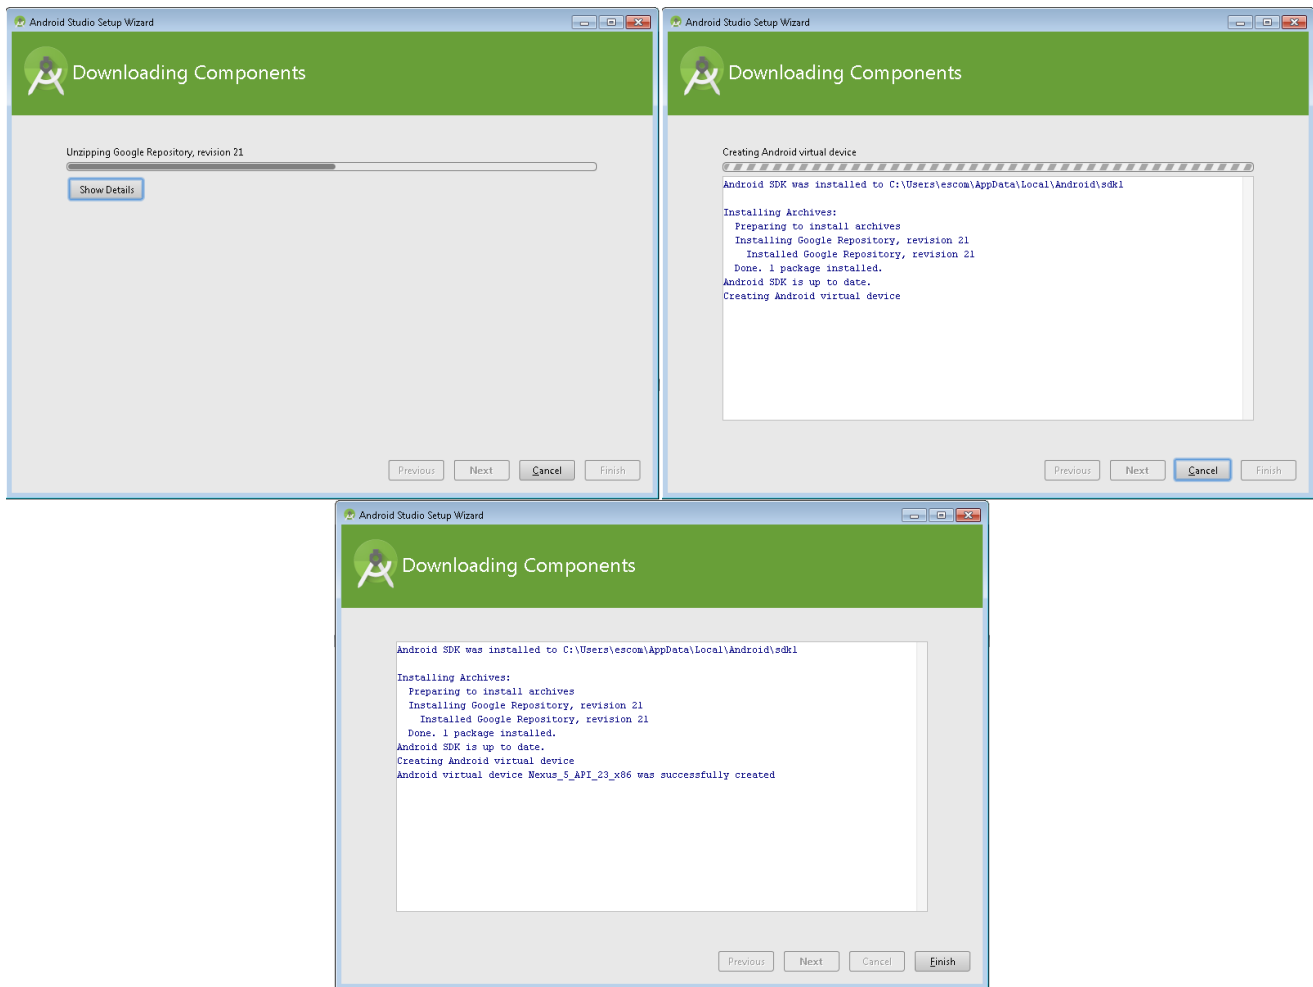 Android Studio Setup Wizard
Downloading Components
Unzipping Google Repository, revision 21
Show Details
Previous Next Cancel Finish
Android Studio Setup Wizard
Downloading Components
Creating Android virtual device
Android SDK was installed to C:\Users\escom\AppData\Local\Android\sdk1
Installing Archives:
Preparing to install archives
Installing Google Repository, revision 21
Installed Google Repository, revision 21
Done. 1 package installed.
Android SDK is up to date.
Creating Android virtual device
Previous Next Cancel Finish
Android Studio Setup Wizard
Downloading Components
Android SDK was installed to C:\Users\escom\AppData\Local\Android\sdk1
Installing Archives:
Preparing to install archives
Installing Google Repository, revision 21
Installed Google Repository, revision 21
Done. 1 package installed.
Android SDK is up to date.
Creating Android virtual device
Android virtual device Nexus_5_API_23_x86 was successfully created
Previous Next Cancel Finish